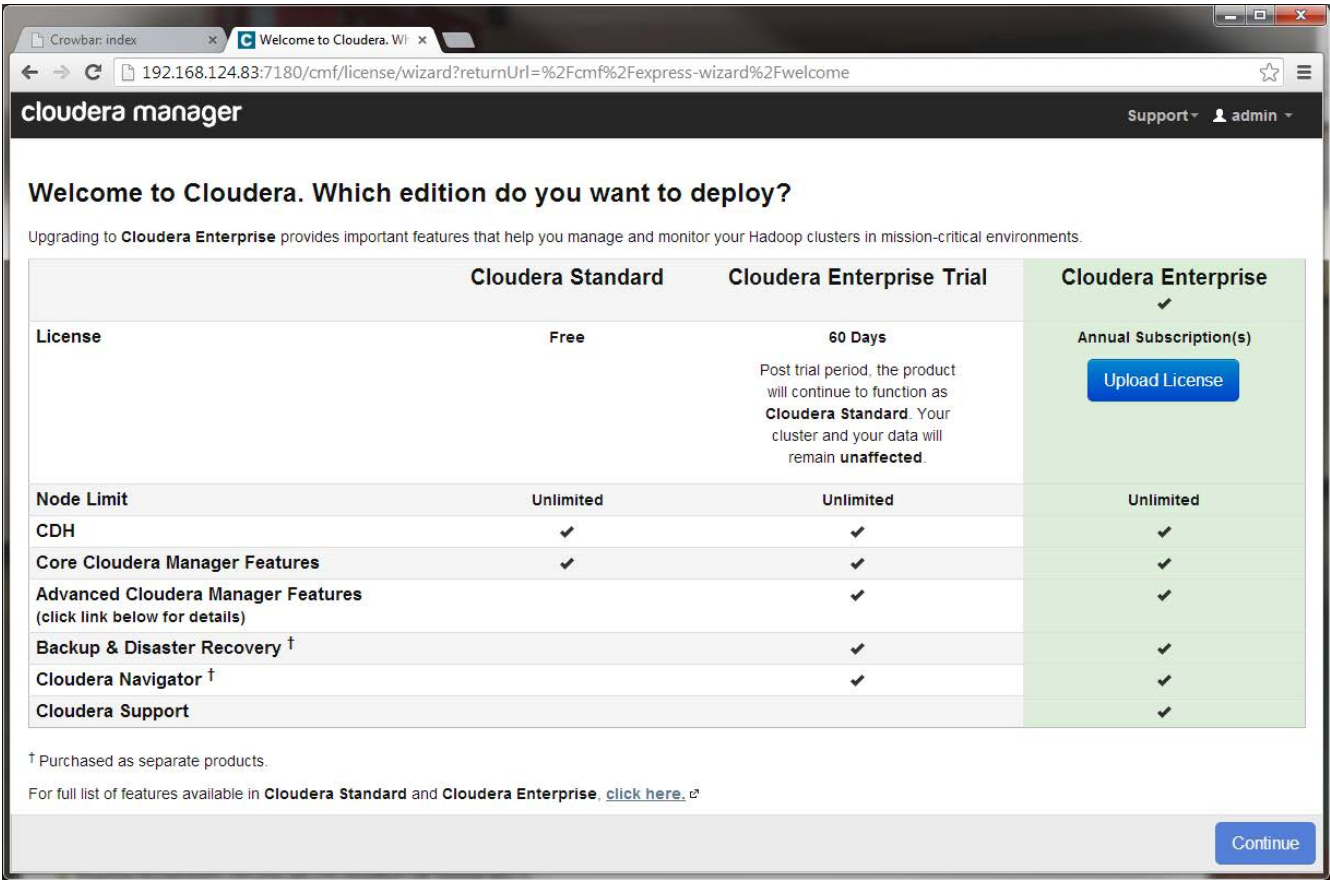 Crowbar: index
Welcome to Cloudera. Wh
192.168.124.83:7180/cmf/license/wizard?returnUrl=%2Fcmf%2Fexpress-wizard%2Fwelcome
cloudera manager
Support
admin
Welcome to Cloudera. Which edition do you want to deploy?
Upgrading to Cloudera Enterprise provides important features that help you manage and monitor your Hadoop clusters in mission-critical environments.
Cloudera Standard Cloudera Enterprise Trial Cloudera Enterprise
✔
License Free 60 Days Annual Subscription(s)
Post trial period, the product
will continue to function as
Cloudera Standard. Your
cluster and your data will
remain unaffected.
Upload License
Node Limit Unlimited Unlimited Unlimited
CDH ✔ ✔ ✔
Core Cloudera Manager Features ✔ ✔ ✔
Advanced Cloudera Manager Features ✔ ✔
(click link below for details)
Backup & Disaster Recovery † ✔ ✔
Cloudera Navigator † ✔ ✔
Cloudera Support ✔
† Purchased as separate products.
For full list of features available in Cloudera Standard and Cloudera Enterprise, click here.
Continue